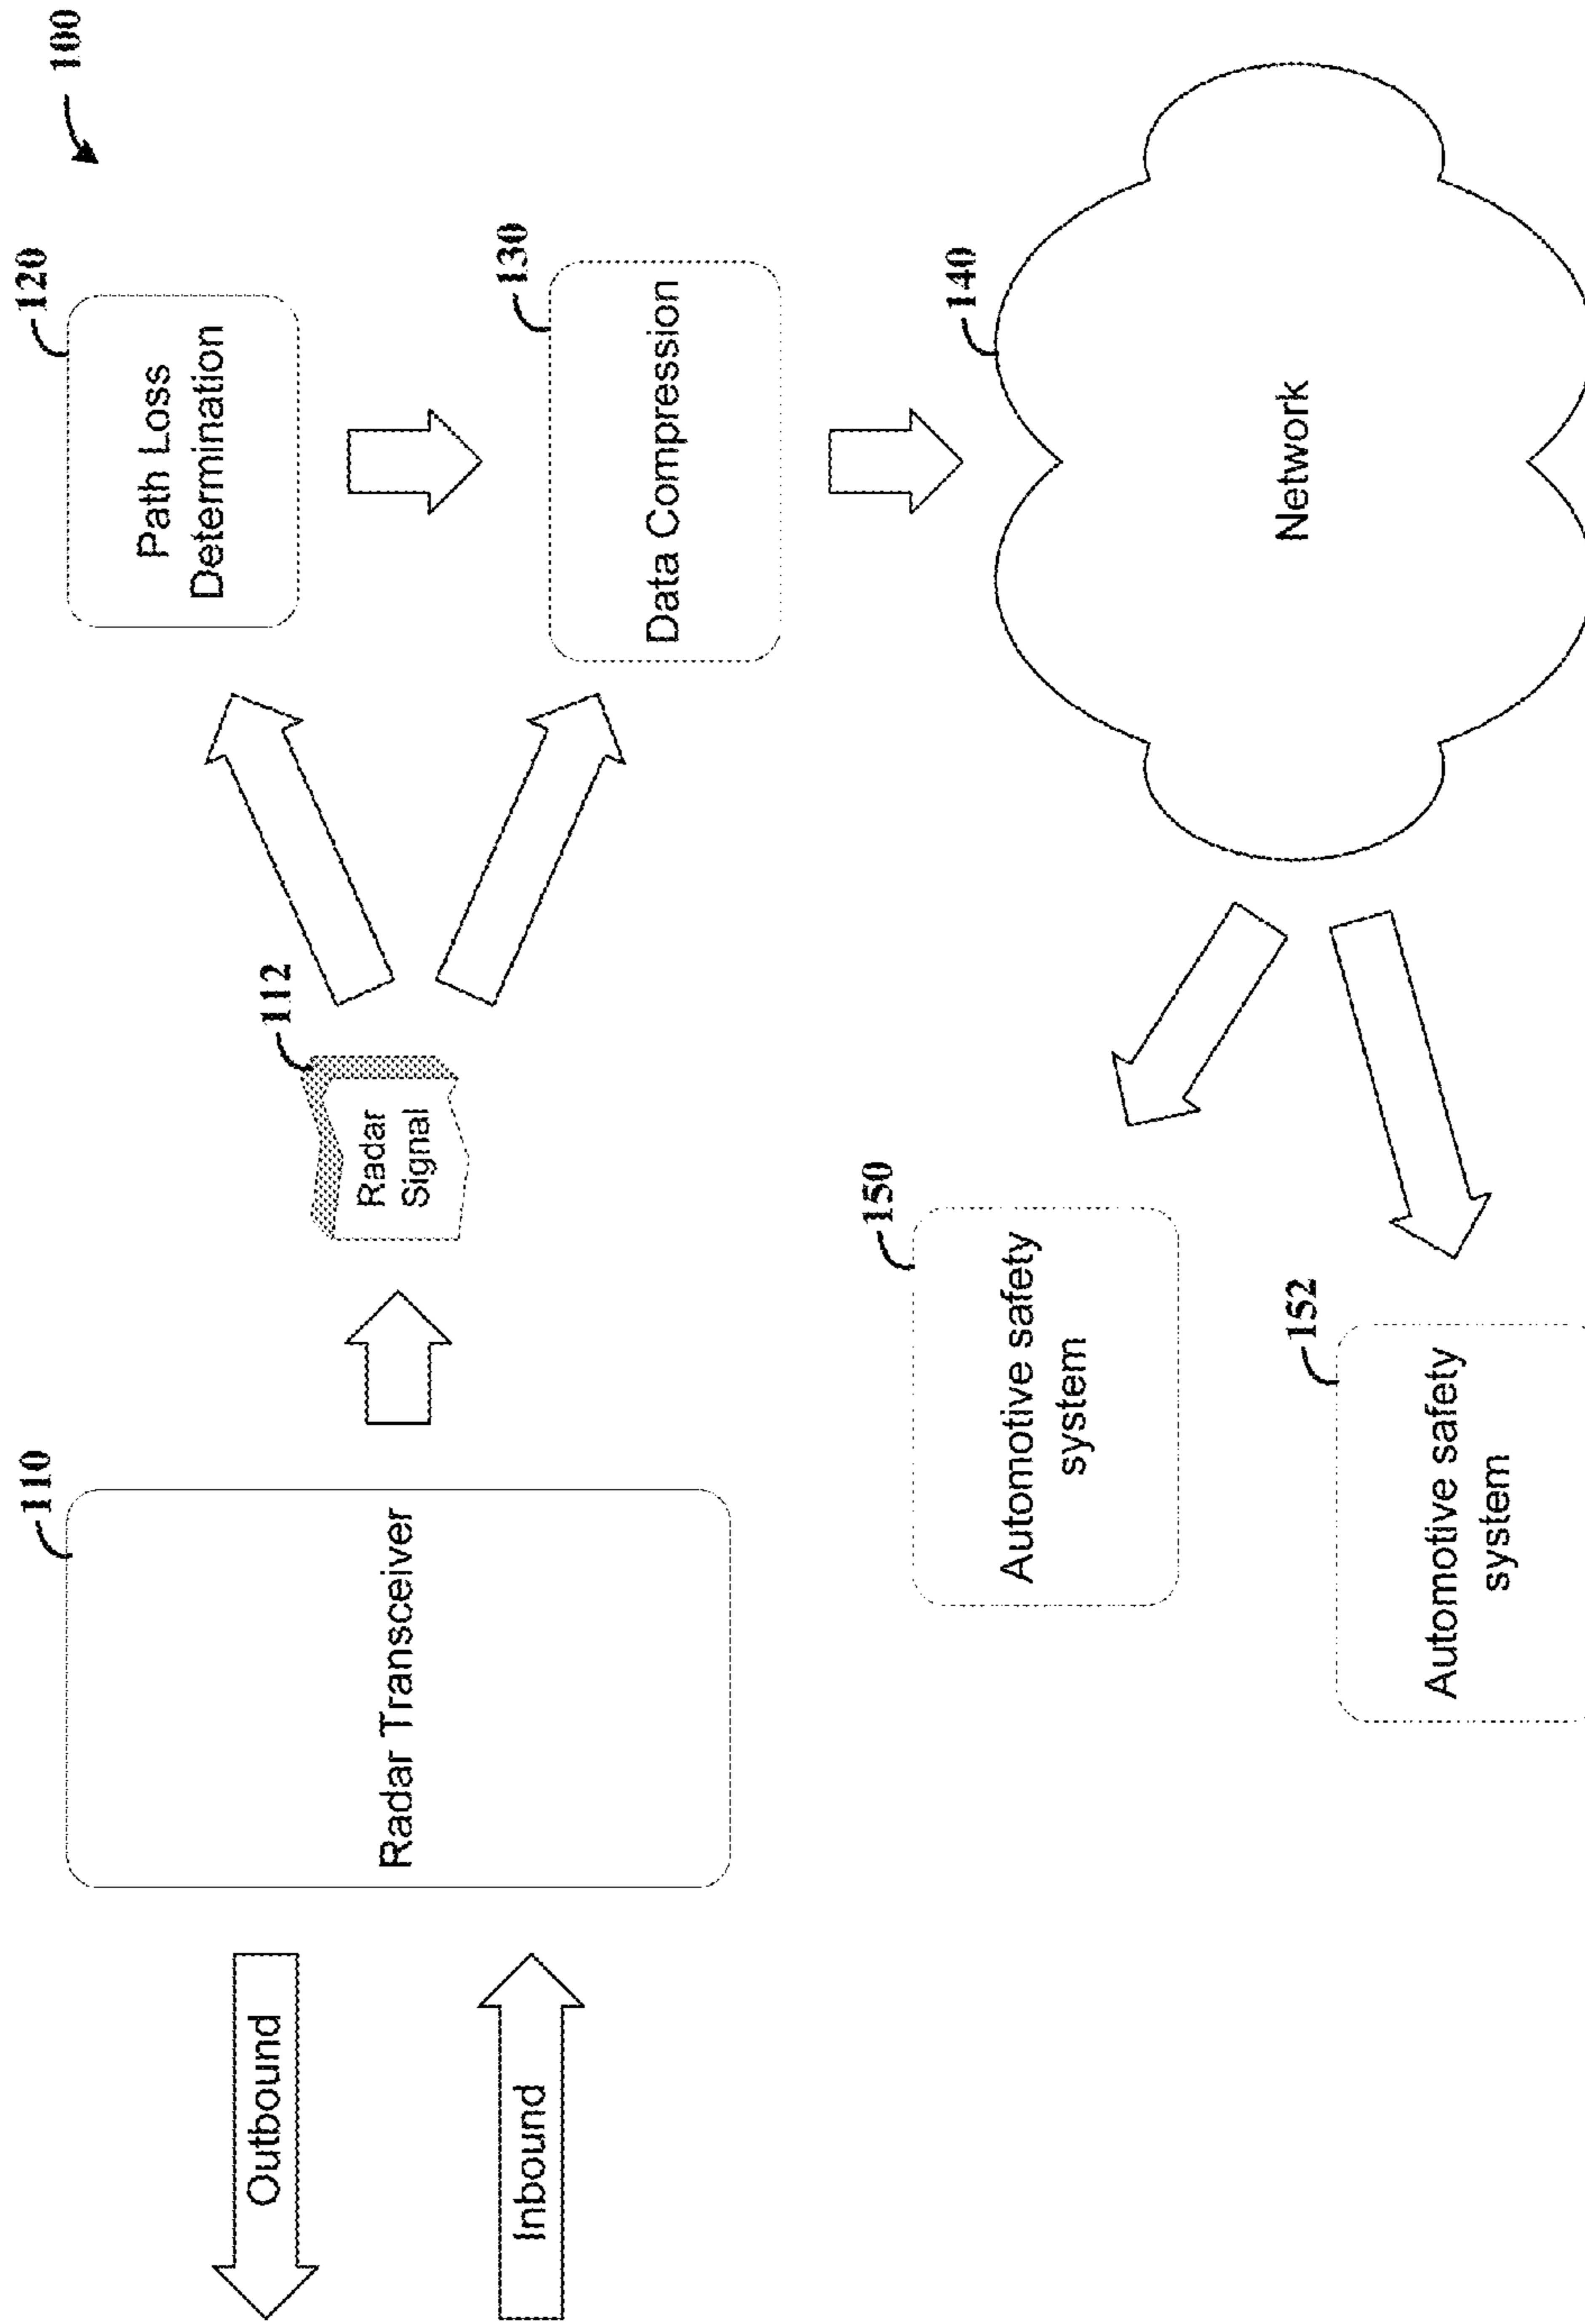 100
110
Radar Transceiver
Outbound
Inbound
112
Radar
Signal
120
Path Loss
Determination
130
Data Compression
140
Network
150
Automotive safety
system
152
Automotive safety
system